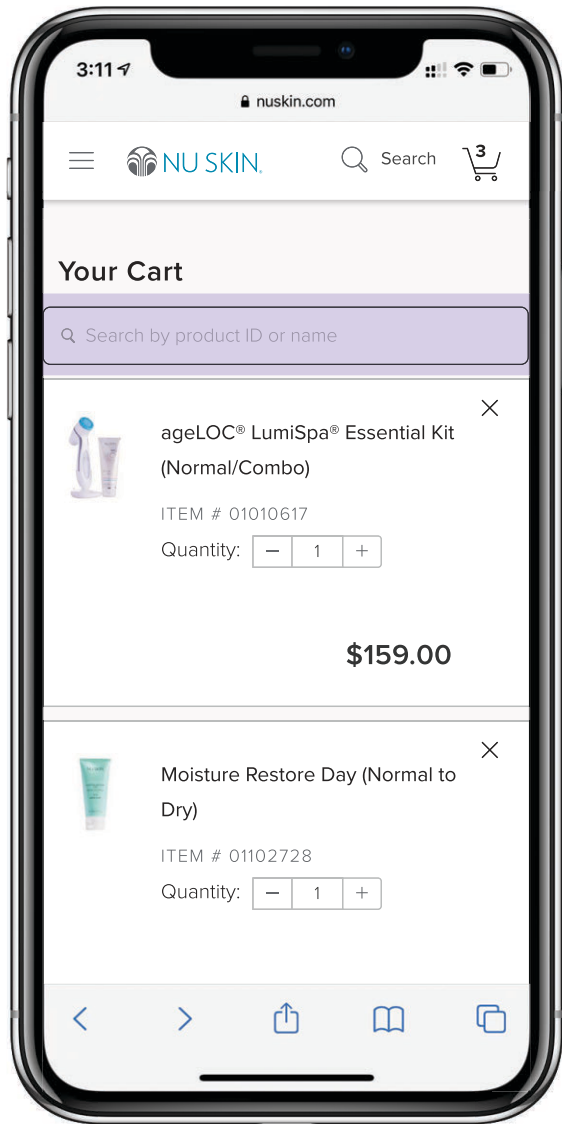 3:11
nuskin.com
NU SKIN
Search
3
Your Cart
Search by product ID or name
ageLOC® LumiSpa® Essential Kit
(Normal/Combo)
ITEM # 01010617
Quantity: − 1 +
$159.00
Moisture Restore Day (Normal to
Dry)
ITEM # 01102728
Quantity: − 1 +